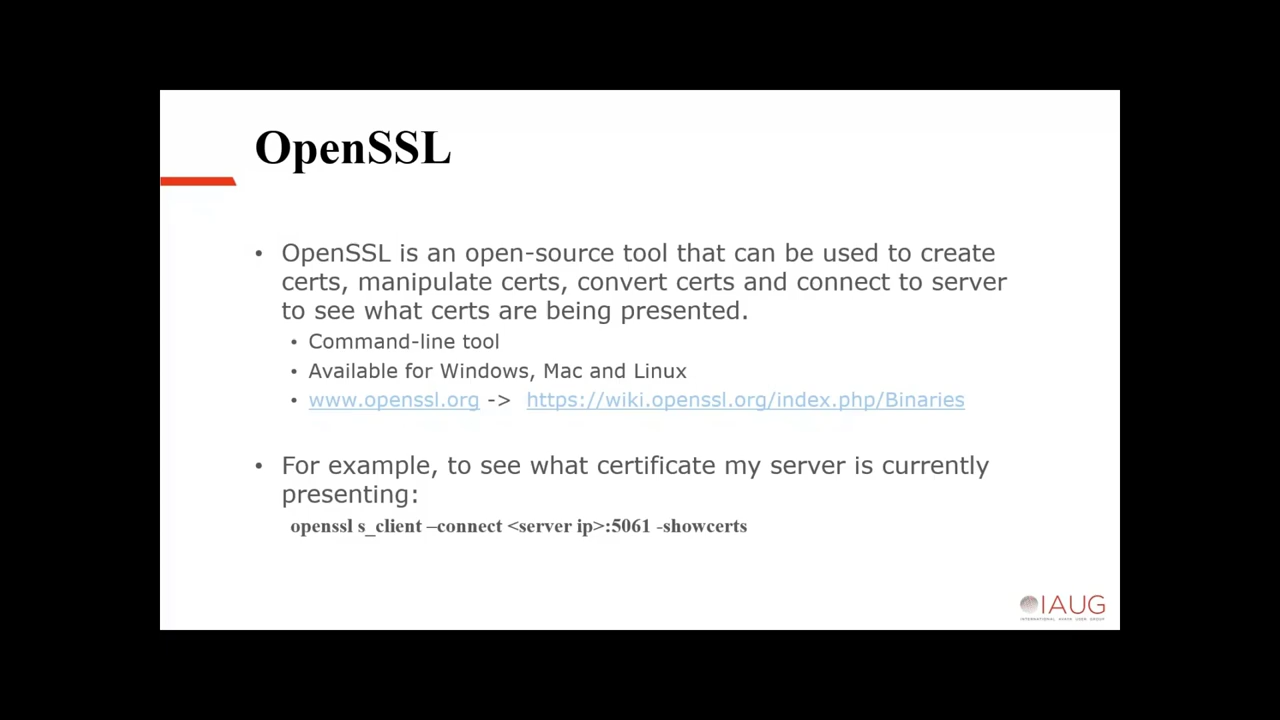 OpenSSL
• OpenSSL is an open-source tool that can be used to create
certs, manipulate certs, convert certs and connect to server
to see what certs are being presented.
• Command-line tool
• Available for Windows, Mac and Linux
• www.openssl.org -> https://wiki.openssl.org/index.php/Binaries
• For example, to see what certificate my server is currently
presenting:
openssl s_client –connect <server ip>:5061 -showcerts
IAUG
INTERNATIONAL AVAYA USER GROUP